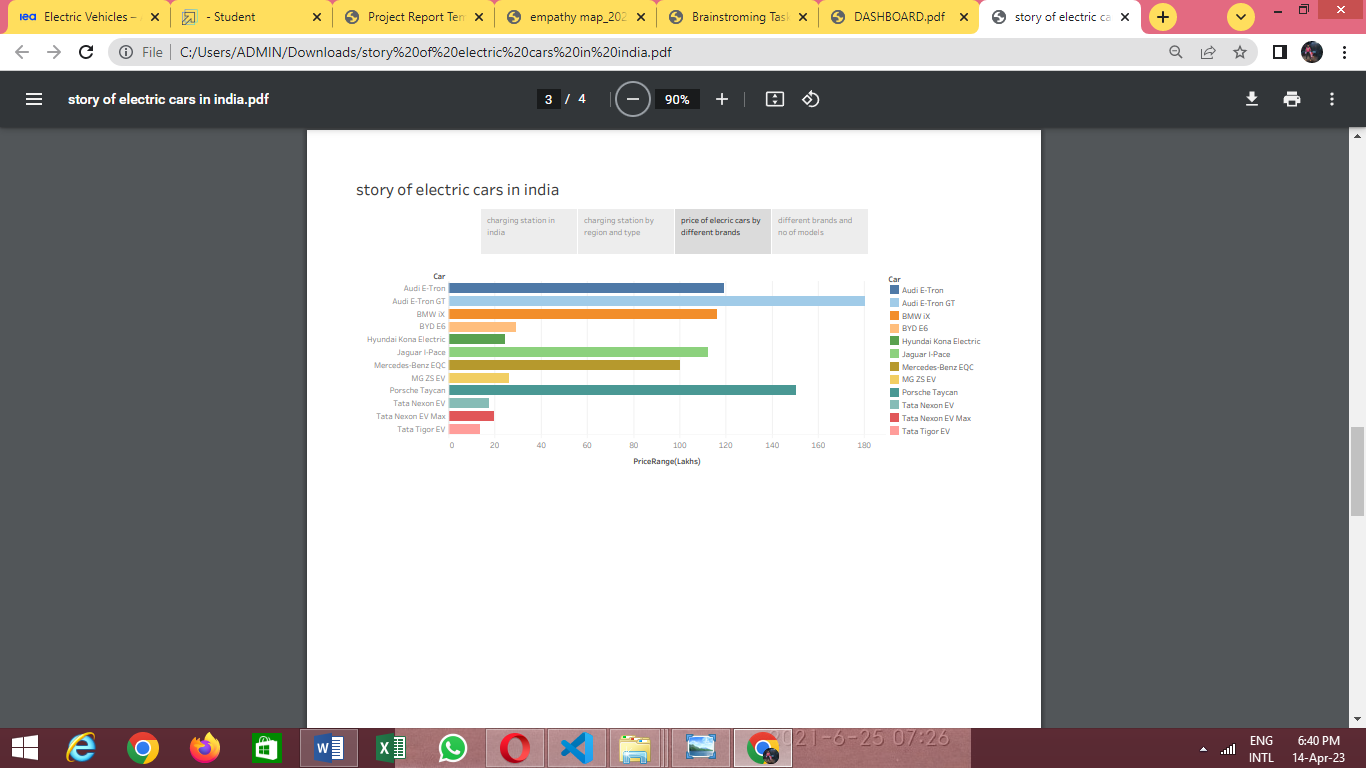 iea Electric Vehicles –
- Student
Project Report Ten
empathy map_202
Brainstroming Task
DASHBOARD.pdf
story of electric ca
File
C:/Users/ADMIN/Downloads/story%20of%20electric%20cars%20in%20india.pdf
story of electric cars in india.pdf
3 / 4
90%
story of electric cars in india
charging station in
india
charging station by
region and type
price of elecric cars by
different brands
different brands and
no of models
Car
Audi E-Tron
Audi E-Tron GT
BMW iX
BYD E6
Hyundai Kona Electric
Jaguar I-Pace
Mercedes-Benz EQC
MG ZS EV
Porsche Taycan
Tata Nexon EV
Tata Nexon EV Max
Tata Tigor EV
0 20 40 60 80 100 120 140 160 180
PriceRange(Lakhs)
Car
Audi E-Tron
Audi E-Tron GT
BMW iX
BYD E6
Hyundai Kona Electric
Jaguar I-Pace
Mercedes-Benz EQC
MG ZS EV
Porsche Taycan
Tata Nexon EV
Tata Nexon EV Max
Tata Tigor EV
2021-6-25 07:26
ENG
INTL
6:40 PM
14-Apr-23